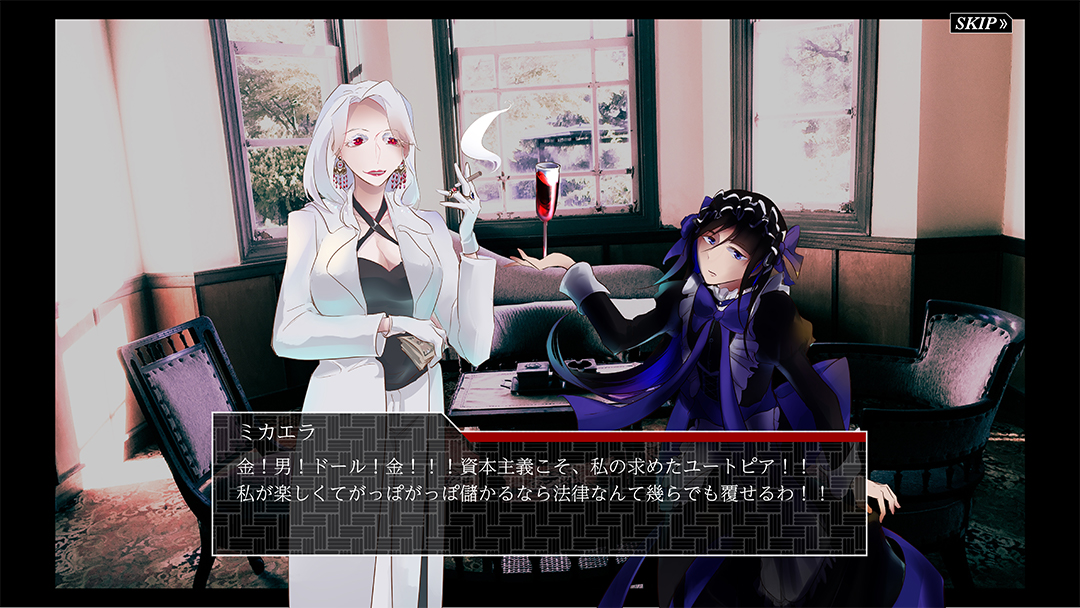 SKIP》
ミカエラ
金！男！ドール！金！！！資本主義こそ、私の求めたユートピア！！
私が楽しくてがっぽがっぽ儲かるなら法律なんて幾らでも覆せるわ！！